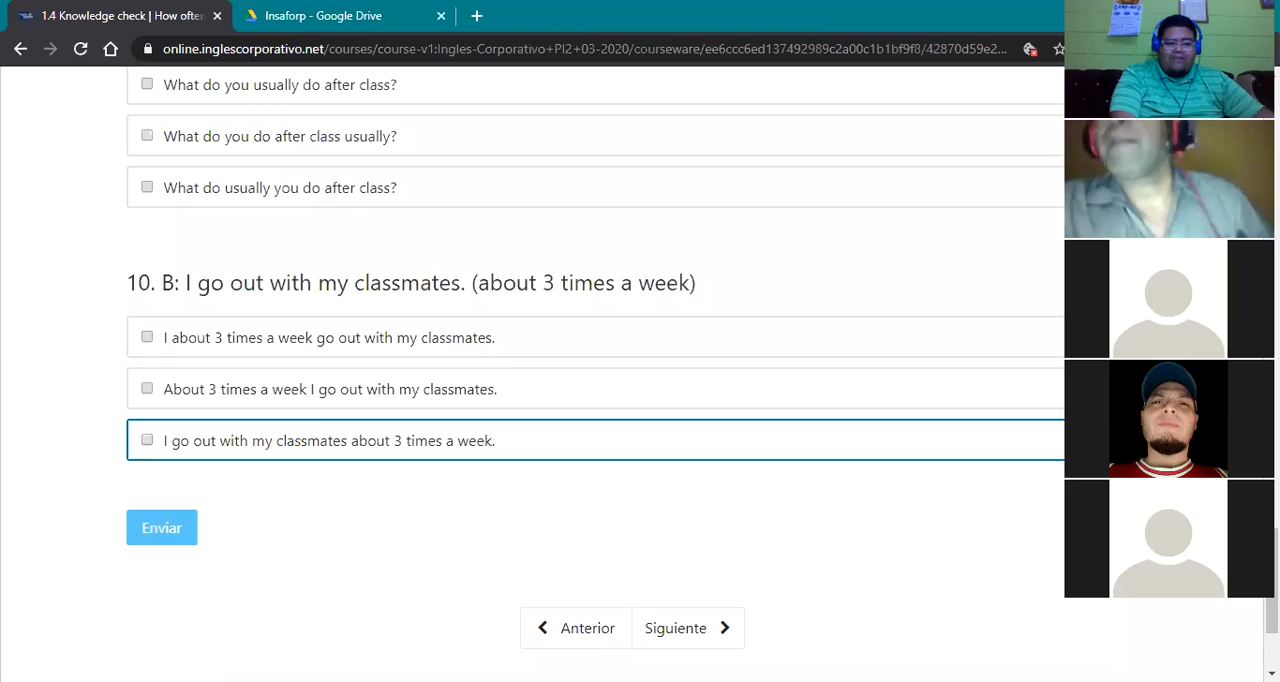 1.4 Knowledge check | How often
Insaforp - Google Drive
online.inglescorporativo.net/courses/course-v1:Ingles-Corporativo+PI2+03-2020/courseware/ee6ccc6ed137492989c2a00c1b1bf9f8/42870d59e2...
What do you usually do after class?
What do you do after class usually?
What do usually you do after class?
10. B: I go out with my classmates. (about 3 times a week)
I about 3 times a week go out with my classmates.
About 3 times a week I go out with my classmates.
I go out with my classmates about 3 times a week.
Enviar
Anterior
Siguiente